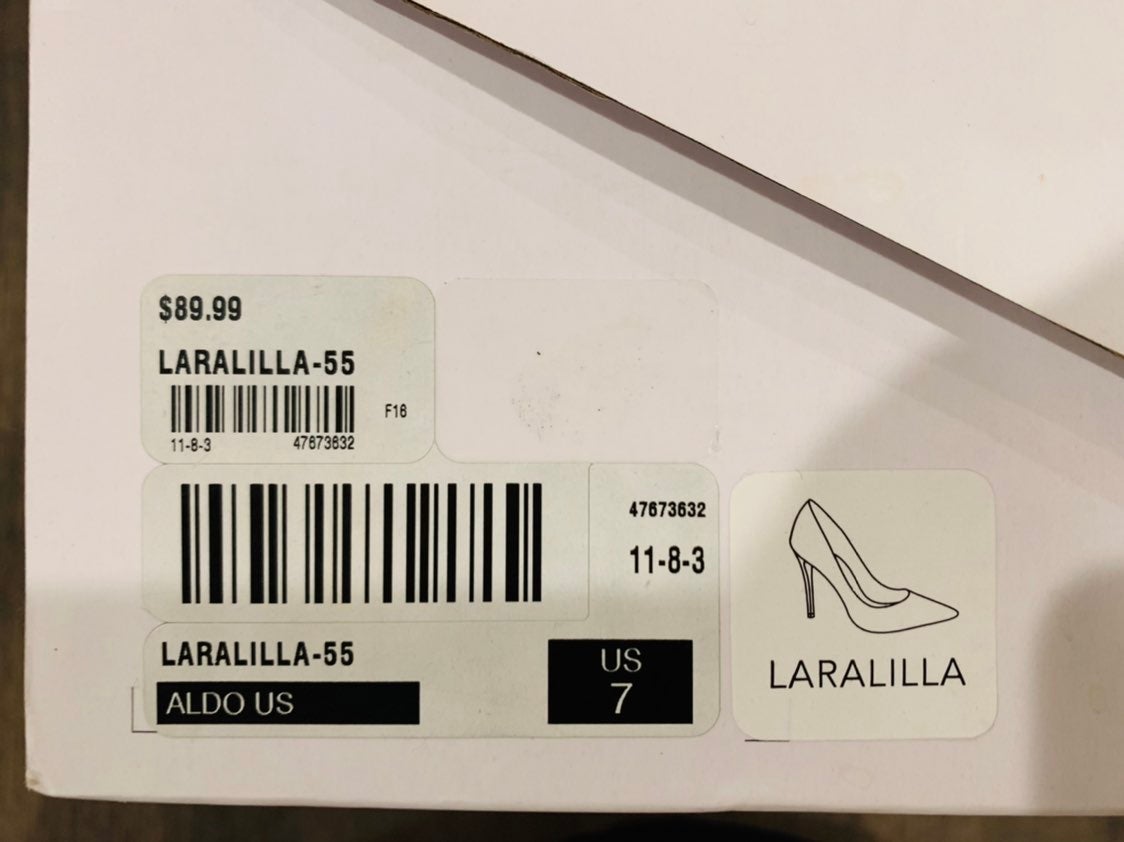 $89.99
LARALILLA-55
F16
11-8-3 47673632
47673632
11-8-3
LARALILLA-55
ALDO US
US
7
LARALILLA